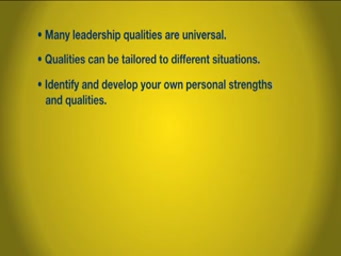 • Many leadership qualities are universal.
• Qualities can be tailored to different situations.
• Identify and develop your own personal strengths
and qualities.